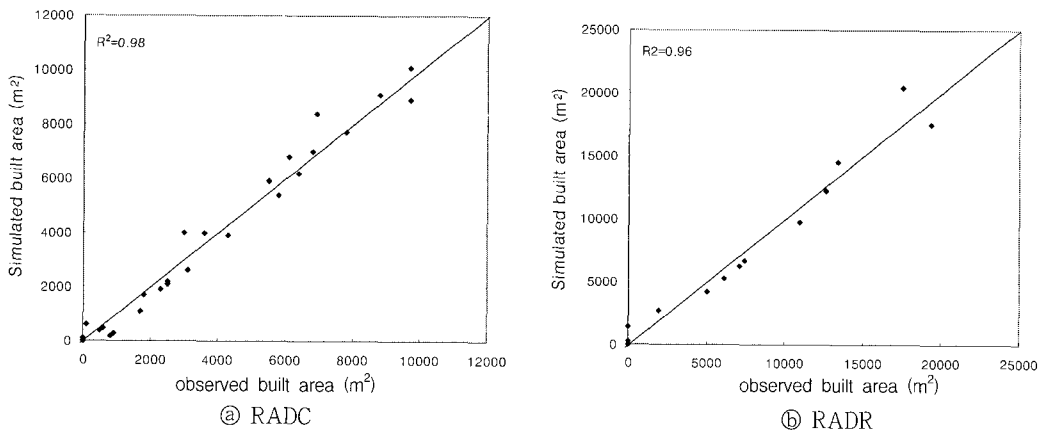 12000
10000
8000
6000
4000
2000
0
R²=0.98
Simulated built area (m²)
0 2000 4000 6000 8000 10000 12000
observed built area (m²)
ⓐ RADC
25000
20000
15000
10000
5000
0
R2=0.96
Simulated built area (m²)
0 5000 10000 15000 20000 25000
observed built area (m²)
ⓑ RADR